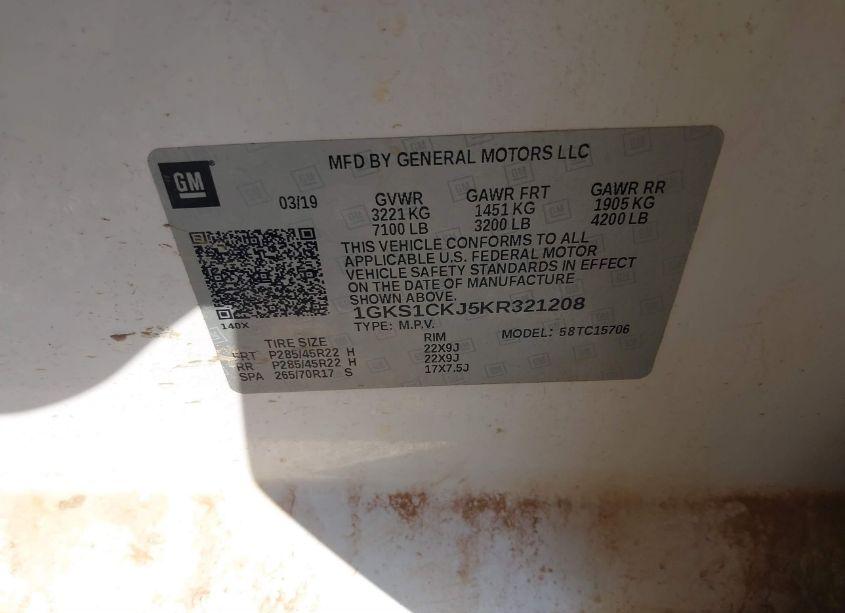 GM
MFD BY GENERAL MOTORS LLC
03/19
GVWR GAWR FRT GAWR RR
3221 KG 1451 KG 1905 KG
7100 LB 3200 LB 4200 LB
THIS VEHICLE CONFORMS TO ALL
APPLICABLE U.S. FEDERAL MOTOR
VEHICLE SAFETY STANDARDS IN EFFECT
ON THE DATE OF MANUFACTURE
SHOWN ABOVE.
1GKS1CKJ5KR321208
140X
TYPE: M.P.V. MODEL: 58TC15706
TIRE SIZE RIM
FRT P285/45R22 H 22X9J
RR P285/45R22 H 22X9J
SPA 265/70R17 S 17X7.5J